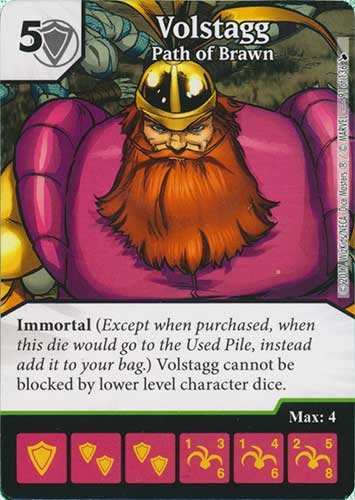 5
Volstagg
Path of Brawn
Immortal (Except when purchased, when
this die would go to the Used Pile, instead
add it to your bag.) Volstagg cannot be
blocked by lower level character dice.
Max: 4
1 3
6
1 4
6
2 5
8